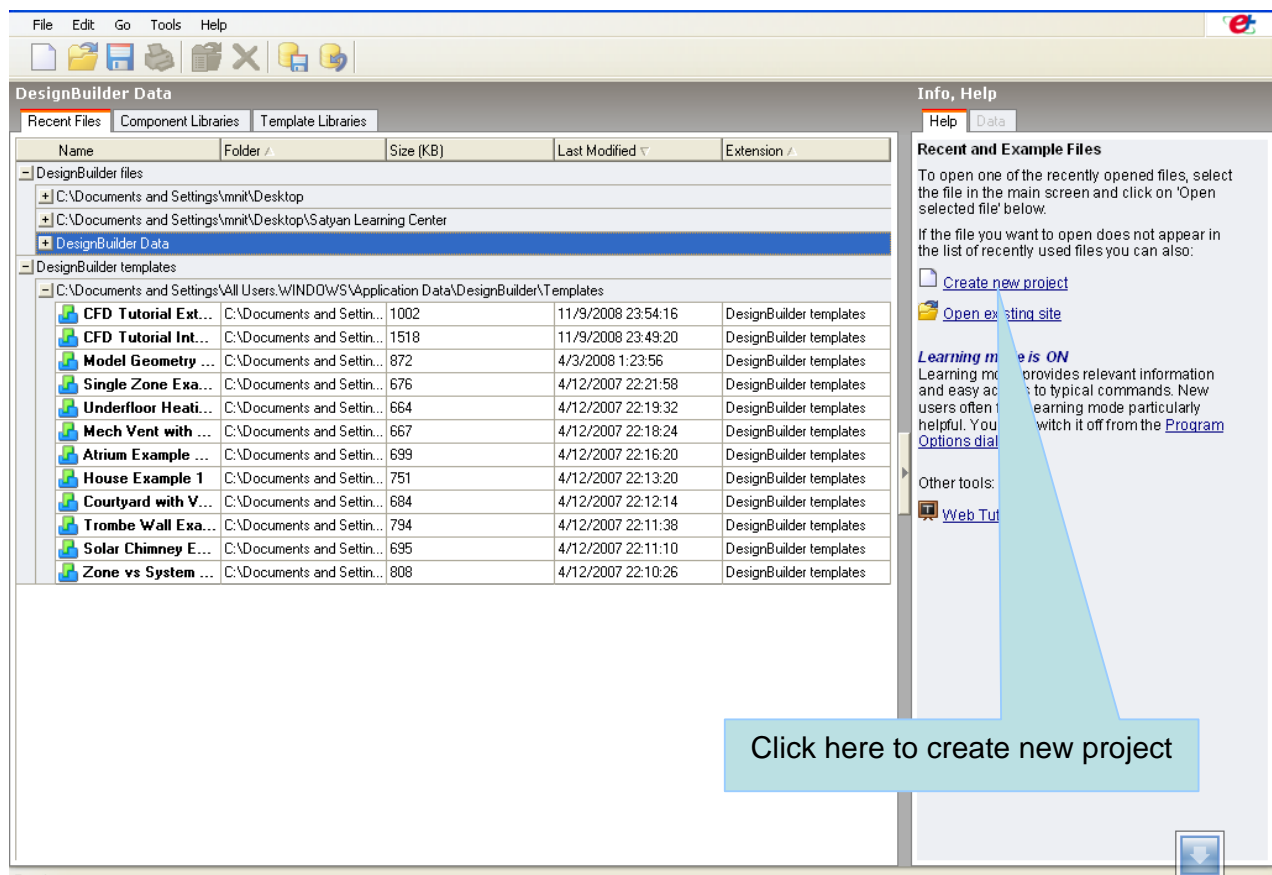 File Edit Go Tools Help
DesignBuilder Data
Recent Files Component Libraries Template Libraries
Name Folder Size (KB) Last Modified Extension
DesignBuilder files
C:\Documents and Settings\mnit\Desktop
C:\Documents and Settings\mnit\Desktop\Satyan Learning Center
DesignBuilder Data
DesignBuilder templates
C:\Documents and Settings\All Users.WINDOWS\Application Data\DesignBuilder\Templates
CFD Tutorial Ext... C:\Documents and Settin... 1002 11/9/2008 23:54:16 DesignBuilder templates
CFD Tutorial Int... C:\Documents and Settin... 1518 11/9/2008 23:49:20 DesignBuilder templates
Model Geometry ... C:\Documents and Settin... 872 4/3/2008 1:23:56 DesignBuilder templates
Single Zone Exa... C:\Documents and Settin... 676 4/12/2007 22:21:58 DesignBuilder templates
Underfloor Heati... C:\Documents and Settin... 664 4/12/2007 22:19:32 DesignBuilder templates
Mech Vent with ... C:\Documents and Settin... 667 4/12/2007 22:18:24 DesignBuilder templates
Atrium Example ... C:\Documents and Settin... 699 4/12/2007 22:16:20 DesignBuilder templates
House Example 1 C:\Documents and Settin... 751 4/12/2007 22:13:20 DesignBuilder templates
Courtyard with V... C:\Documents and Settin... 684 4/12/2007 22:12:14 DesignBuilder templates
Trombe Wall Exa... C:\Documents and Settin... 794 4/12/2007 22:11:38 DesignBuilder templates
Solar Chimney E... C:\Documents and Settin... 695 4/12/2007 22:11:10 DesignBuilder templates
Zone vs System ... C:\Documents and Settin... 808 4/12/2007 22:10:26 DesignBuilder templates
Info, Help
Help Data
Recent and Example Files
To open one of the recently opened files, select
the file in the main screen and click on 'Open
selected file' below.
If the file you want to open does not appear in
the list of recently used files you can also:
Create new project
Open existing site
Learning mode is ON
Learning mode provides relevant information
and easy to typical commands. New
users often learning mode particularly
helpful. You switch it off from the Program
Options
Other tools:
Web
Click here to create new project